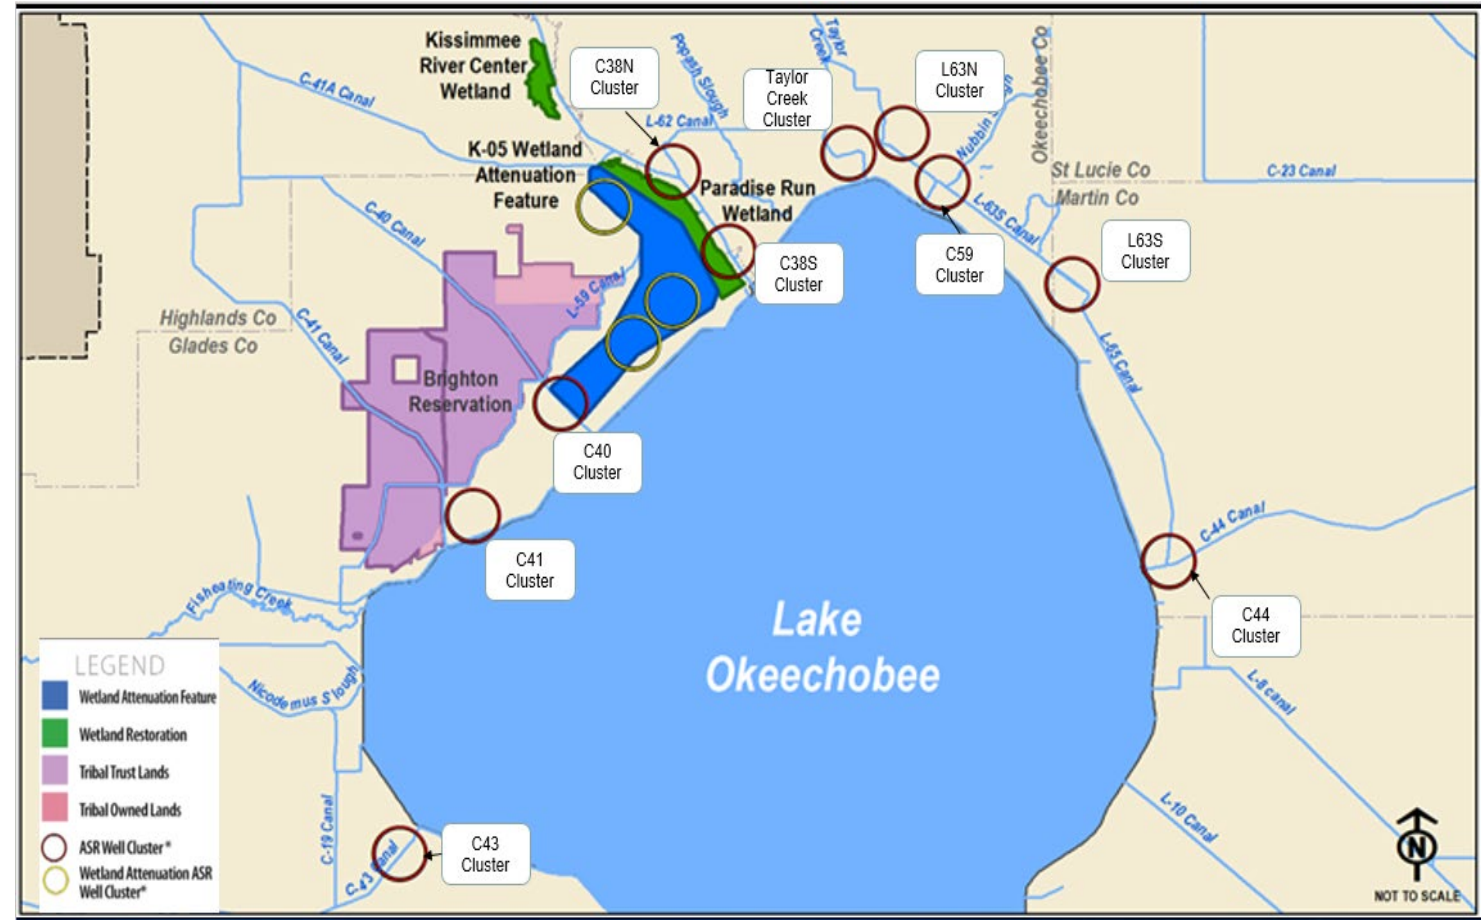 Kissimmee
River Center
Wetland
C-41A Canal
C38N
Cluster
Popash Slough
Taylor
Creek
Taylor
Creek
Cluster
L63N
Cluster
Nubbin Slough
Okeechobee Co
L-62 Canal
K-05 Wetland
Attenuation
Feature
Paradise Run
Wetland
St Lucie Co
Martin Co
C-23 Canal
C-40 Canal
L-63S Canal
C38S
Cluster
C59
Cluster
L63S
Cluster
L-59 Canal
Highlands Co
Glades Co
C-41 Canal
Brighton
Reservation
L-65 Canal
C40
Cluster
C41
Cluster
C-44 Canal
Fisheating Creek
C44
Cluster
Lake
Okeechobee
Nicodemus Slough
L-8 canal
LEGEND
Wetland Attenuation Feature
Wetland Restoration
Tribal Trust Lands
Tribal Owned Lands
ASR Well Cluster *
Wetland Attenuation ASR
Well Cluster*
C-19 Canal
C-43 Canal
C43
Cluster
L-10 Canal
N
NOT TO SCALE